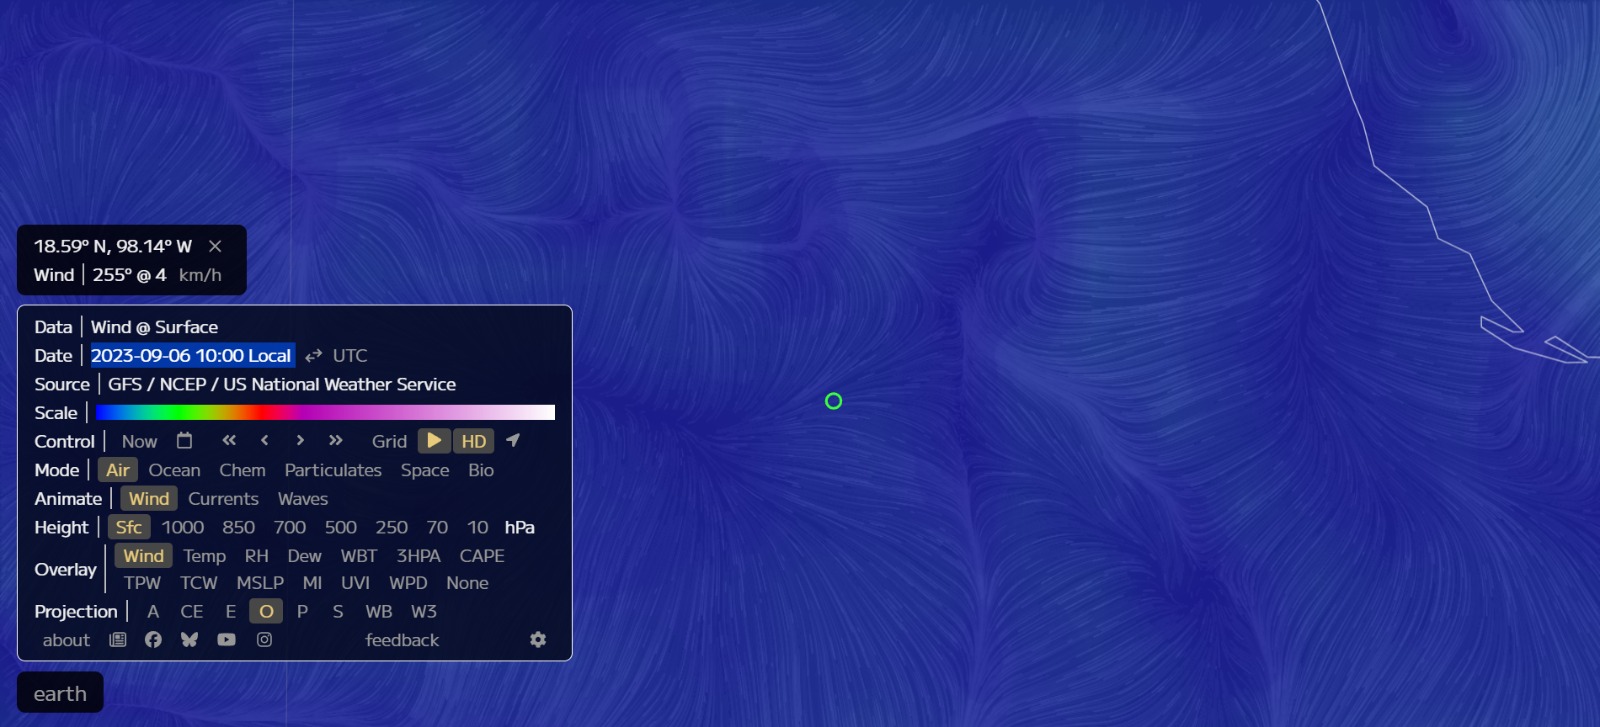 18.59° N, 98.14° W ×
Wind | 255° @ 4 km/h
Data | Wind @ Surface
Date | 2023-09-06 10:00 Local UTC
Source | GFS / NCEP / US National Weather Service
Scale |
Control | Now « ‹ › » Grid HD
Mode | Air Ocean Chem Particulates Space Bio
Animate | Wind Currents Waves
Height | Sfc 1000 850 700 500 250 70 10 hPa
Overlay | Wind Temp RH Dew WBT 3HPA CAPE
TPW TCW MSLP MI UVI WPD None
Projection | A CE E O P S WB W3
about feedback
earth